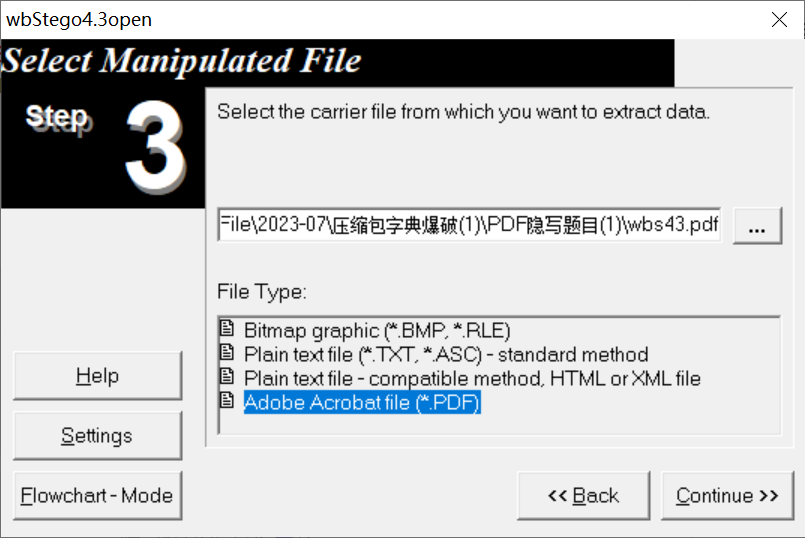 wbStego4.3open
Select Manipulated File
Step 3
Select the carrier file from which you want to extract data.
File\2023-07\压缩包字典爆破(1)\PDF隐写题目(1)\wbs43.pdf
...
File Type:
Bitmap graphic (*.BMP, *.RLE)
Plain text file (*.TXT, *.ASC) - standard method
Plain text file - compatible method, HTML or XML file
Adobe Acrobat file (*.PDF)
Help
Settings
Flowchart - Mode
<< Back
Continue >>